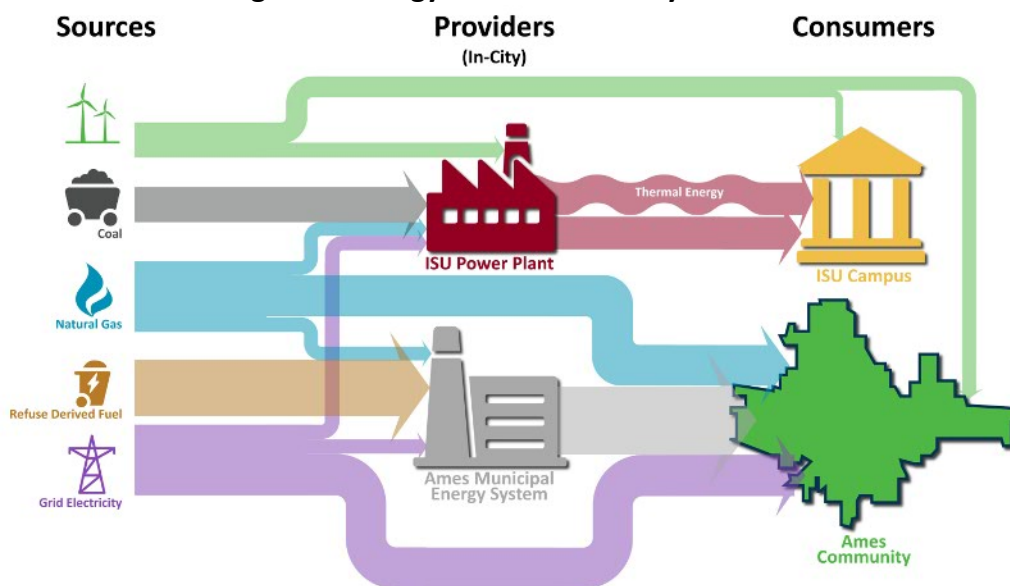 Sources
Providers
(In-City)
Consumers
Coal
Thermal Energy
ISU Power Plant
ISU Campus
Natural Gas
Refuse Derived Fuel
Grid Electricity
Ames Municipal
Energy System
Ames
Community